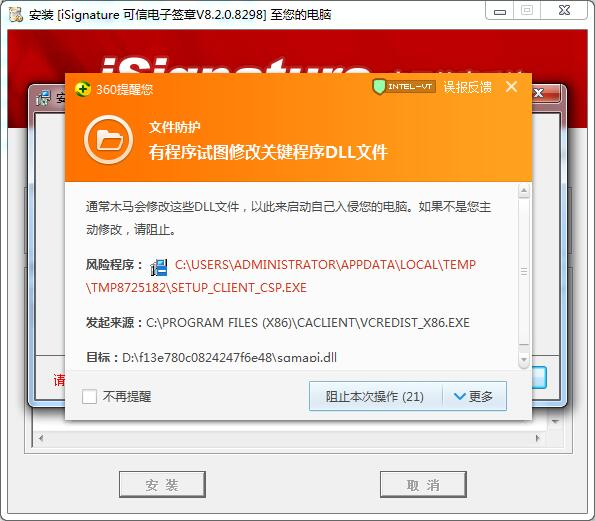 安装 [iSignature 可信电子签章V8.2.0.8298] 至您的电脑
iSignature
360提醒您
INTEL-VT
误报反馈
文件防护
有程序试图修改关键程序DLL文件
通常木马会修改这些DLL文件，以此来启动自己入侵您的电脑。如果不是您主
动修改，请阻止。
风险程序： C:\USERS\ADMINISTRATOR\APPDATA\LOCAL\TEMP
\TMP8725182\SETUP_CLIENT_CSP.EXE
发起来源：C:\PROGRAM FILES (X86)\CACLIENT\VCREDIST_X86.EXE
目标：D:\f13e780c0824247f6e48\sqmapi.dll
不再提醒
阻止本次操作 (21)
更多
安 装
取 消